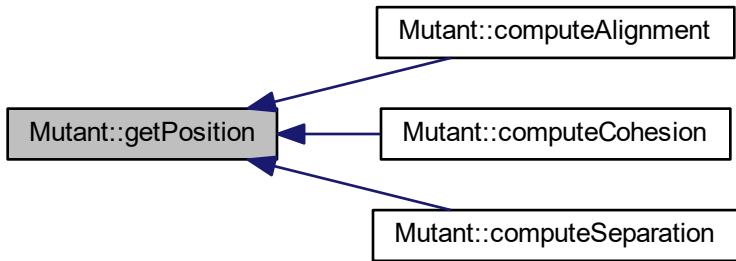 Mutant::computeAlignment
Mutant::getPosition
Mutant::computeCohesion
Mutant::computeSeparation